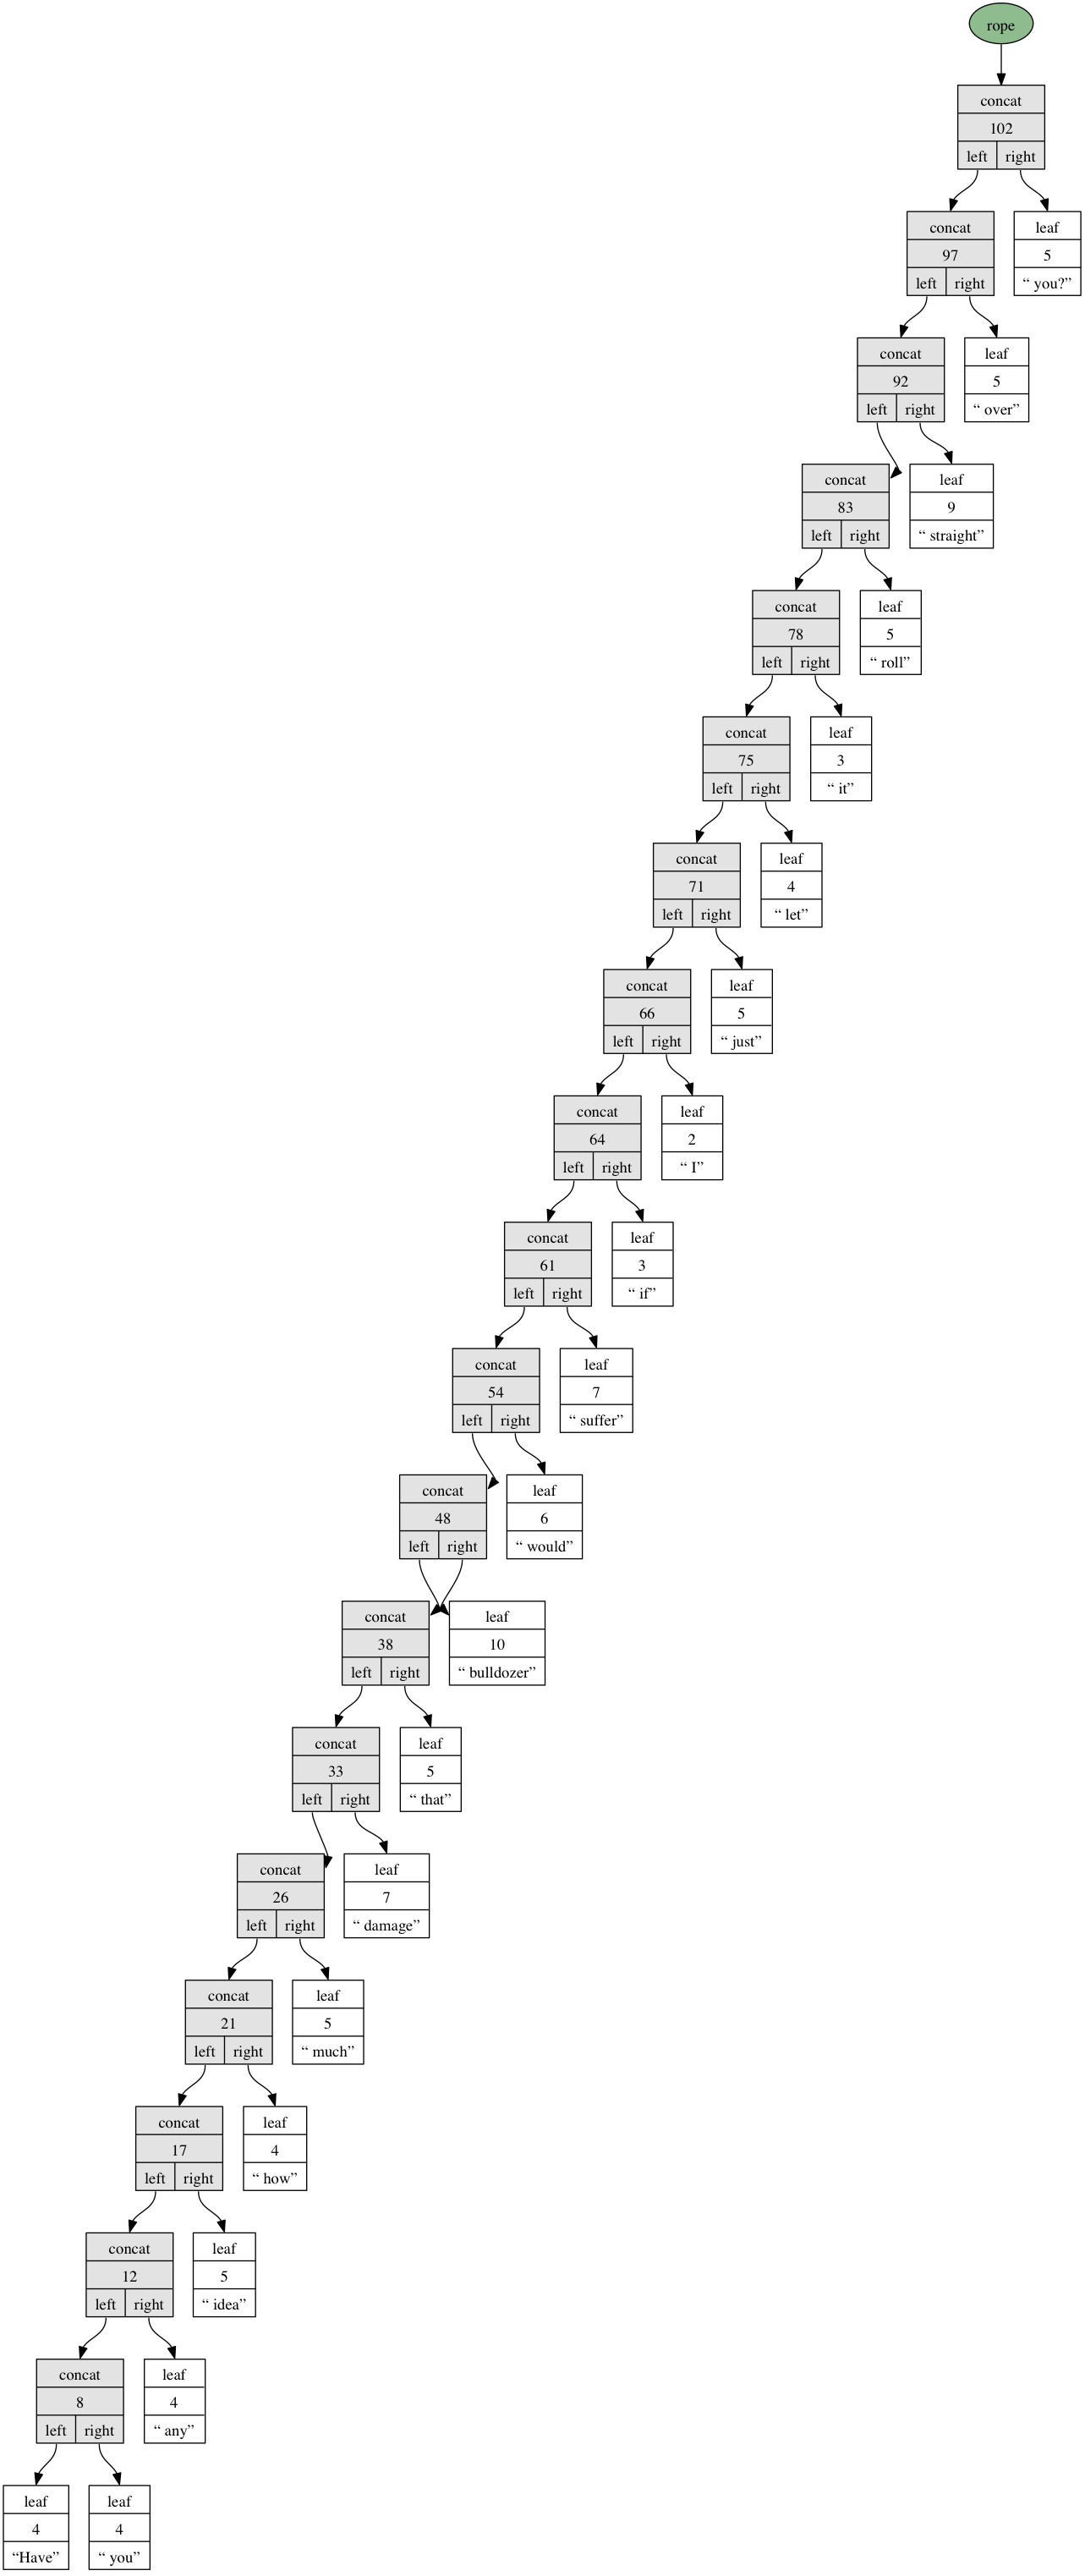 rope
concat
102
left right
concat
97
left right
leaf
5
“ you?”
concat
92
left right
leaf
5
“ over”
concat
83
left right
leaf
9
“ straight”
concat
78
left right
leaf
5
“ roll”
concat
75
left right
leaf
3
“ it”
concat
71
left right
leaf
4
“ let”
concat
66
left right
leaf
5
“ just”
concat
64
left right
leaf
2
“ I”
concat
61
left right
leaf
3
“ if”
concat
54
left right
leaf
7
“ suffer”
concat
48
left right
leaf
6
“ would”
concat
38
left right
leaf
10
“ bulldozer”
concat
33
left right
leaf
5
“ that”
concat
26
left right
leaf
7
“ damage”
concat
21
left right
leaf
5
“ much”
concat
17
left right
leaf
4
“ how”
concat
12
left right
leaf
5
“ idea”
concat
8
left right
leaf
4
“ any”
leaf
4
“Have”
leaf
4
“ you”